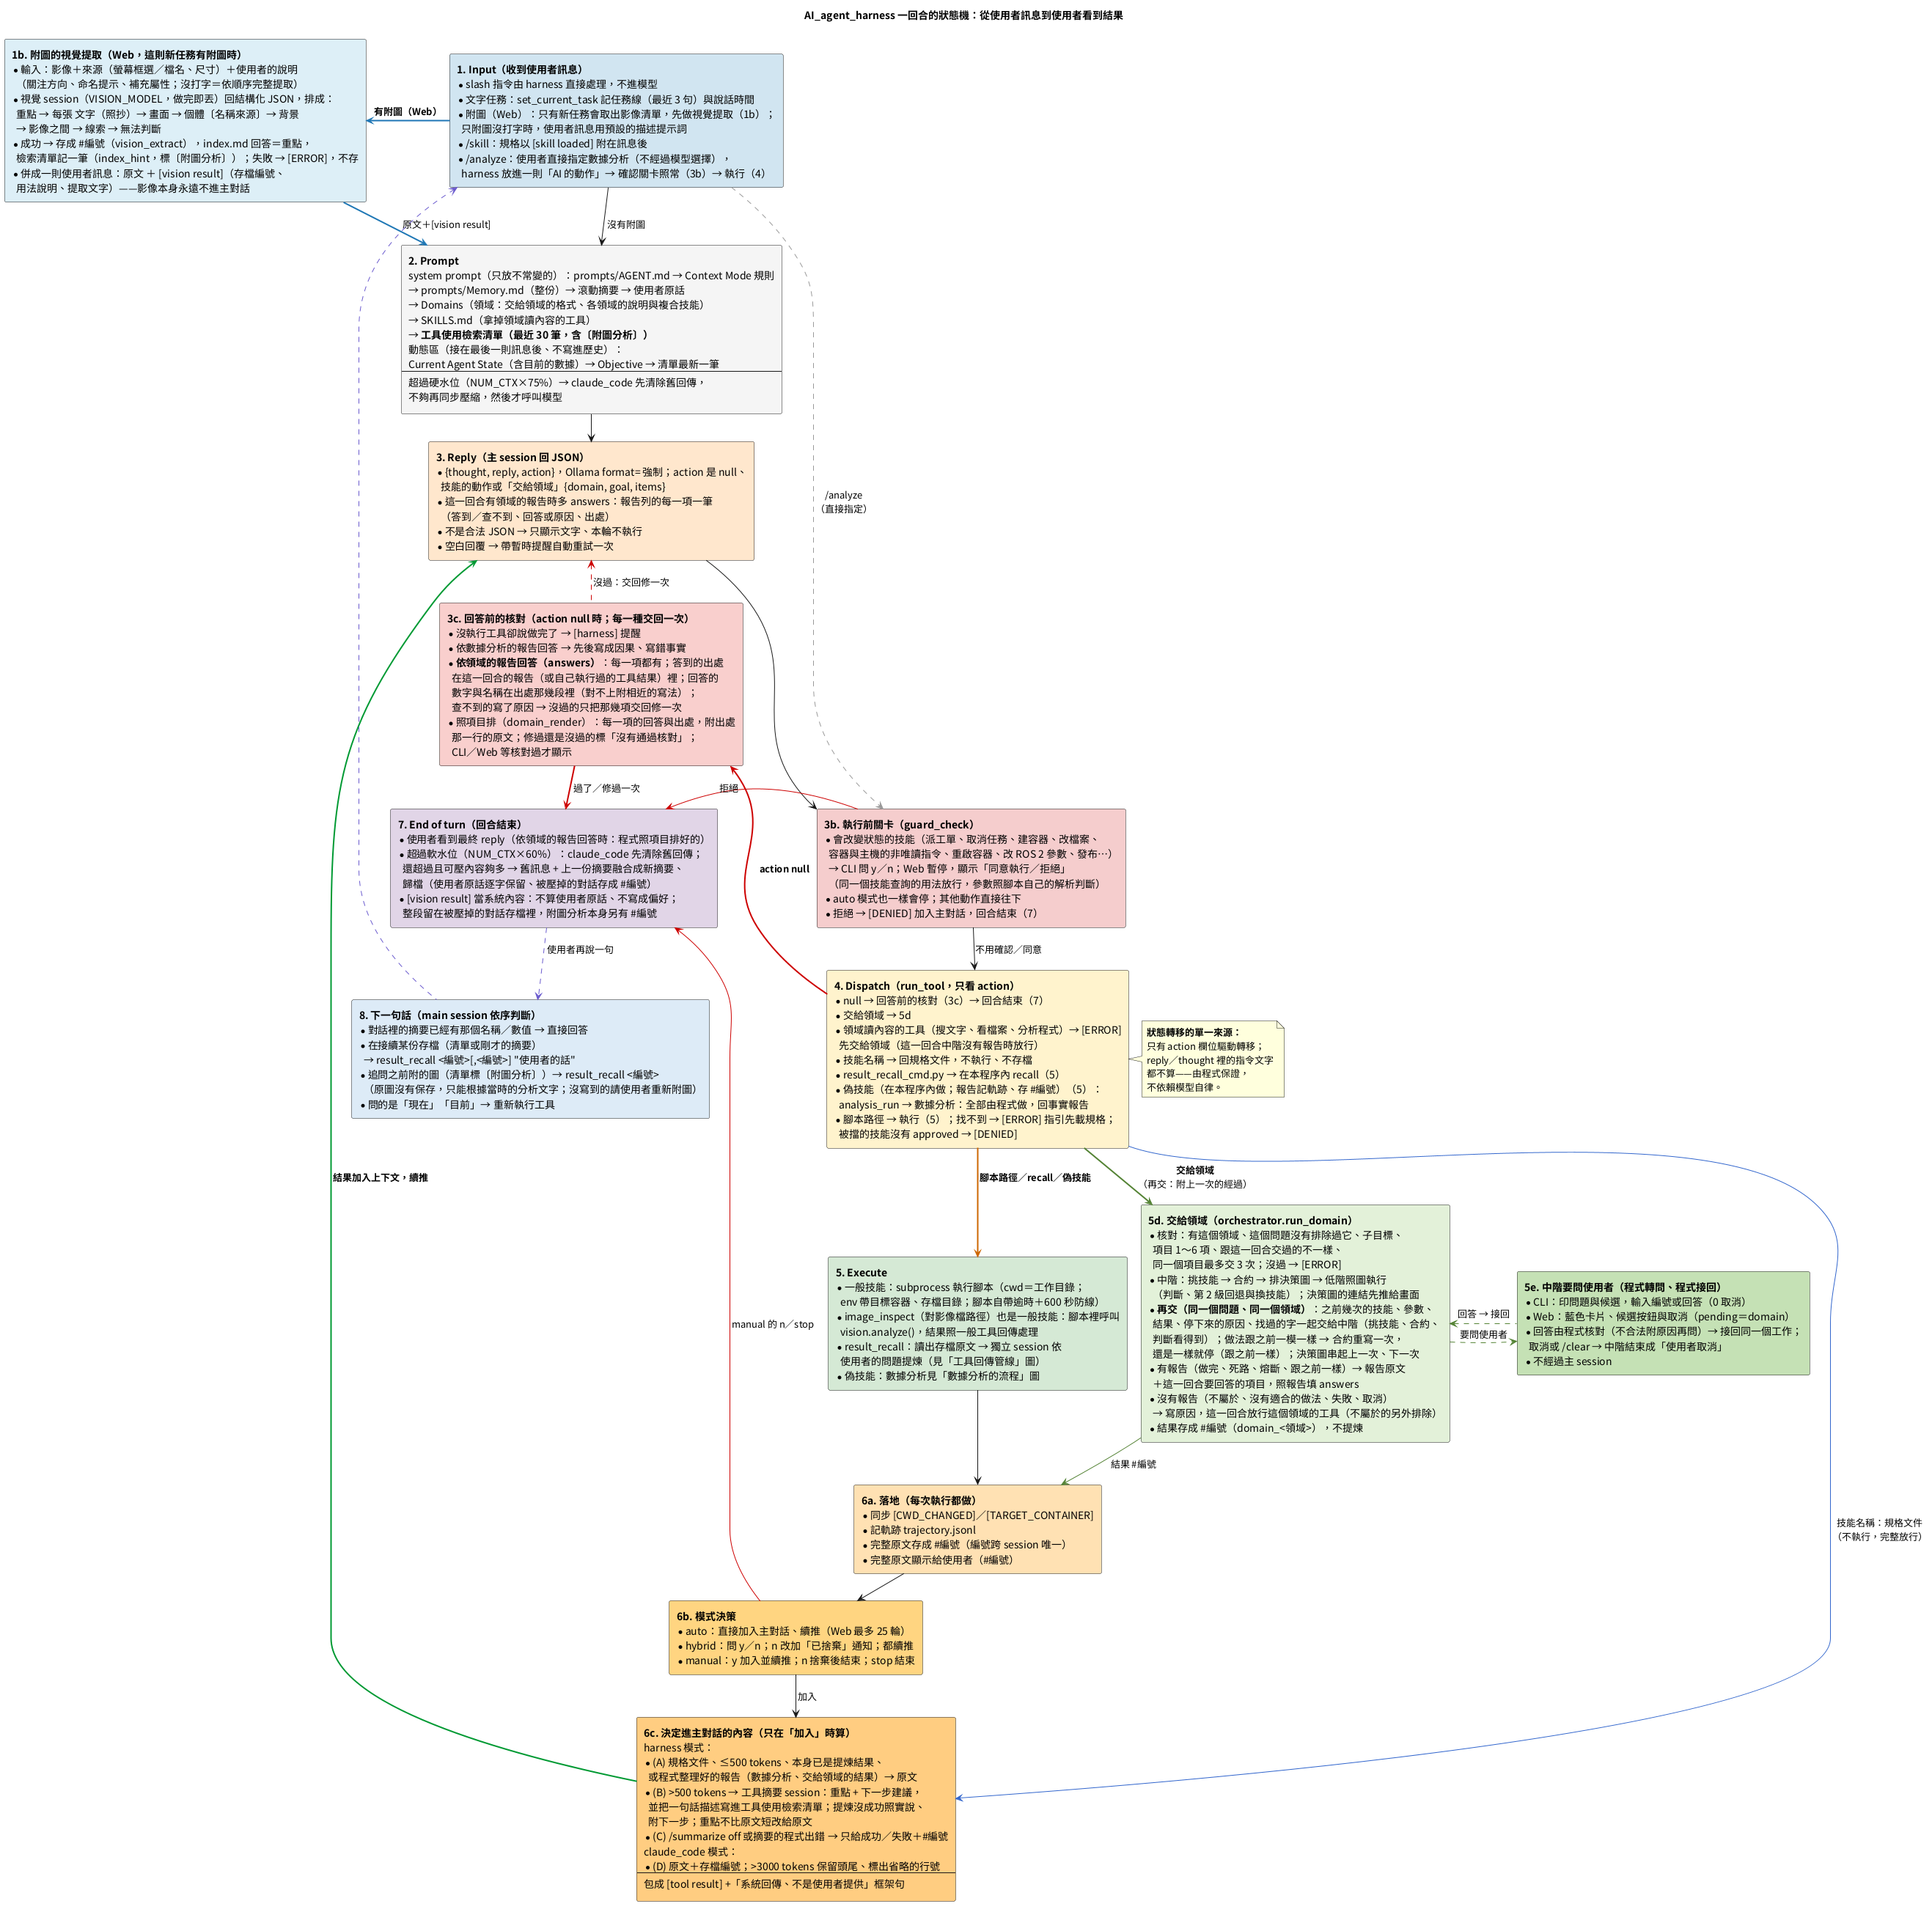 AI_agent_harness 一回合的狀態機：從使用者訊息到使用者看到結果
1b. 附圖的視覺提取（Web，這則新任務有附圖時）
• 輸入：影像＋來源（螢幕框選／檔名、尺寸）＋使用者的說明
（關注方向、命名提示、補充屬性；沒打字＝依順序完整提取）
• 視覺 session（VISION_MODEL，做完即丟）回結構化 JSON，排成：
重點 → 每張 文字（照抄）→ 畫面 → 個體〔名稱來源〕→ 背景
→ 影像之間 → 線索 → 無法判斷
• 成功 → 存成 #編號（vision_extract），index.md 回答＝重點，
檢索清單記一筆（index_hint，標〔附圖分析〕）；失敗 → [ERROR]，不存
• 併成一則使用者訊息：原文 ＋ [vision result]（存檔編號、
用法說明、提取文字）——影像本身永遠不進主對話
有附圖（Web）
1. Input（收到使用者訊息）
• slash 指令由 harness 直接處理，不進模型
• 文字任務：set_current_task 記任務線（最近 3 句）與說話時間
• 附圖（Web）：只有新任務會取出影像清單，先做視覺提取（1b）；
只附圖沒打字時，使用者訊息用預設的描述提示詞
• /skill：規格以 [skill loaded] 附在訊息後
• /analyze：使用者直接指定數據分析（不經過模型選擇），
harness 放進一則「AI 的動作」→ 確認關卡照常（3b）→ 執行（4）
原文＋[vision result]
沒有附圖
2. Prompt
system prompt（只放不常變的）：prompts/AGENT.md → Context Mode 規則
→ prompts/Memory.md（整份）→ 滾動摘要 → 使用者原話
→ Domains（領域：交給領域的格式、各領域的說明與複合技能）
→ SKILLS.md（拿掉領域讀內容的工具）
→ 工具使用檢索清單（最近 30 筆，含〔附圖分析〕）
動態區（接在最後一則訊息後、不寫進歷史）：
Current Agent State（含目前的數據）→ Objective → 清單最新一筆
超過硬水位（NUM_CTX×75%）→ claude_code 先清除舊回傳，
不夠再同步壓縮，然後才呼叫模型
3. Reply（主 session 回 JSON）
• {thought, reply, action}，Ollama format= 強制；action 是 null、
技能的動作或「交給領域」{domain, goal, items}
• 這一回合有領域的報告時多 answers：報告列的每一項一筆
（答到／查不到、回答或原因、出處）
• 不是合法 JSON → 只顯示文字、本輪不執行
• 空白回覆 → 帶暫時提醒自動重試一次
/analyze
（直接指定）
沒過：交回修一次
3c. 回答前的核對（action null 時；每一種交回一次）
• 沒執行工具卻說做完了 → [harness] 提醒
• 依數據分析的報告回答 → 先後寫成因果、寫錯事實
• 依領域的報告回答（answers）：每一項都有；答到的出處
在這一回合的報告（或自己執行過的工具結果）裡；回答的
數字與名稱在出處那幾段裡（對不上附相近的寫法）；
查不到的寫了原因 → 沒過的只把那幾項交回修一次
• 照項目排（domain_render）：每一項的回答與出處，附出處
那一行的原文；修過還是沒過的標「沒有通過核對」；
CLI／Web 等核對過才顯示
過了／修過一次
拒絕
7. End of turn（回合結束）
• 使用者看到最終 reply（依領域的報告回答時：程式照項目排好的）
• 超過軟水位（NUM_CTX×60%）：claude_code 先清除舊回傳；
還超過且可壓內容夠多 → 舊訊息 + 上一份摘要融合成新摘要、
歸檔（使用者原話逐字保留、被壓掉的對話存成 #編號）
• [vision result] 當系統內容：不算使用者原話、不寫成偏好；
整段留在被壓掉的對話存檔裡，附圖分析本身另有 #編號
3b. 執行前關卡（guard_check）
• 會改變狀態的技能（派工單、取消任務、建容器、改檔案、
容器與主機的非唯讀指令、重啟容器、改 ROS 2 參數、發布…）
→ CLI 問 y／n；Web 暫停，顯示「同意執行／拒絕」
（同一個技能查詢的用法放行，參數照腳本自己的解析判斷）
• auto 模式也一樣會停；其他動作直接往下
• 拒絕 → [DENIED] 加入主對話，回合結束（7）
action null
使用者再說一句
不用確認／同意
8. 下一句話（main session 依序判斷）
• 對話裡的摘要已經有那個名稱／數值 → 直接回答
• 在接續某份存檔（清單或剛才的摘要）
→ result_recall <編號>[,<編號>] "使用者的話"
• 追問之前附的圖（清單標〔附圖分析〕）→ result_recall <編號>
（原圖沒有保存，只能根據當時的分析文字；沒寫到的請使用者重新附圖）
• 問的是「現在」「目前」→ 重新執行工具
4. Dispatch（run_tool，只看 action）
• null → 回答前的核對（3c）→ 回合結束（7）
• 交給領域 → 5d
• 領域讀內容的工具（搜文字、看檔案、分析程式）→ [ERROR]
先交給領域（這一回合中階沒有報告時放行）
• 技能名稱 → 回規格文件，不執行、不存檔
• result_recall_cmd.py → 在本程序內 recall（5）
• 偽技能（在本程序內做；報告記軌跡、存 #編號）（5）：
analysis_run → 數據分析：全部由程式做，回事實報告
• 腳本路徑 → 執行（5）；找不到 → [ERROR] 指引先載規格；
被擋的技能沒有 approved → [DENIED]
狀態轉移的單一來源：
只有 action 欄位驅動轉移；
reply／thought 裡的指令文字
都不算——由程式保證，
不依賴模型自律。
結果加入上下文，續推
腳本路徑／recall／偽技能
交給領域
（再交：附上一次的經過）
5d. 交給領域（orchestrator.run_domain）
• 核對：有這個領域、這個問題沒有排除過它、子目標、
項目 1～6 項、跟這一回合交過的不一樣、
同一個項目最多交 3 次；沒過 → [ERROR]
• 中階：挑技能 → 合約 → 排決策圖 → 低階照圖執行
（判斷、第 2 級回退與換技能）；決策圖的連結先推給畫面
• 再交（同一個問題、同一個領域）：之前幾次的技能、參數、
結果、停下來的原因、找過的字一起交給中階（挑技能、合約、
判斷看得到）；做法跟之前一模一樣 → 合約重寫一次，
還是一樣就停（跟之前一樣）；決策圖串起上一次、下一次
• 有報告（做完、死路、熔斷、跟之前一樣）→ 報告原文
＋這一回合要回答的項目，照報告填 answers
• 沒有報告（不屬於、沒有適合的做法、失敗、取消）
→ 寫原因，這一回合放行這個領域的工具（不屬於的另外排除）
• 結果存成 #編號（domain_<領域>），不提煉
回答 → 接回
要問使用者
5e. 中階要問使用者（程式轉問、程式接回）
• CLI：印問題與候選，輸入編號或回答（0 取消）
• Web：藍色卡片、候選按鈕與取消（pending＝domain）
• 回答由程式核對（不合法附原因再問）→ 接回同一個工作；
取消或 /clear → 中階結束成「使用者取消」
• 不經過主 session
5. Execute
• 一般技能：subprocess 執行腳本（cwd＝工作目錄；
env 帶目標容器、存檔目錄；腳本自帶逾時＋600 秒防線）
• image_inspect（對影像檔路徑）也是一般技能：腳本裡呼叫
vision.analyze()，結果照一般工具回傳處理
• result_recall：讀出存檔原文 → 獨立 session 依
使用者的問題提煉（見「工具回傳管線」圖）
• 偽技能：數據分析見「數據分析的流程」圖
manual 的 n／stop
結果 #編號
6a. 落地（每次執行都做）
• 同步 [CWD_CHANGED]／[TARGET_CONTAINER]
• 記軌跡 trajectory.jsonl
• 完整原文存成 #編號（編號跨 session 唯一）
• 完整原文顯示給使用者（#編號）
技能名稱：規格文件
（不執行，完整放行）
6b. 模式決策
• auto：直接加入主對話、續推（Web 最多 25 輪）
• hybrid：問 y／n；n 改加「已捨棄」通知；都續推
• manual：y 加入並續推；n 捨棄後結束；stop 結束
加入
6c. 決定進主對話的內容（只在「加入」時算）
harness 模式：
• (A) 規格文件、≤500 tokens、本身已是提煉結果、
或程式整理好的報告（數據分析、交給領域的結果）→ 原文
• (B) >500 tokens → 工具摘要 session：重點 + 下一步建議，
並把一句話描述寫進工具使用檢索清單；提煉沒成功照實說、
附下一步；重點不比原文短改給原文
• (C) /summarize off 或摘要的程式出錯 → 只給成功／失敗＋#編號
claude_code 模式：
• (D) 原文＋存檔編號；>3000 tokens 保留頭尾、標出省略的行號
包成 [tool result] +「系統回傳、不是使用者提供」框架句